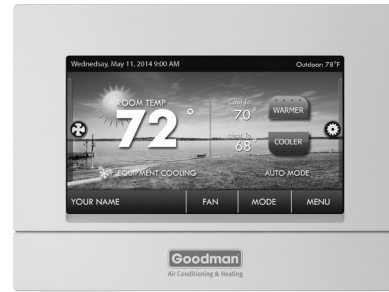 Wednesday, May 11, 2014 9:00 AM Outdoor: 78°F
ROOM TEMP
72°
Cool To
70°
WARMER
Heat To
68°
COOLER
EQUIPMENT COOLING
AUTO MODE
YOUR NAME FAN MODE MENU
Goodman
Air Conditioning & Heating